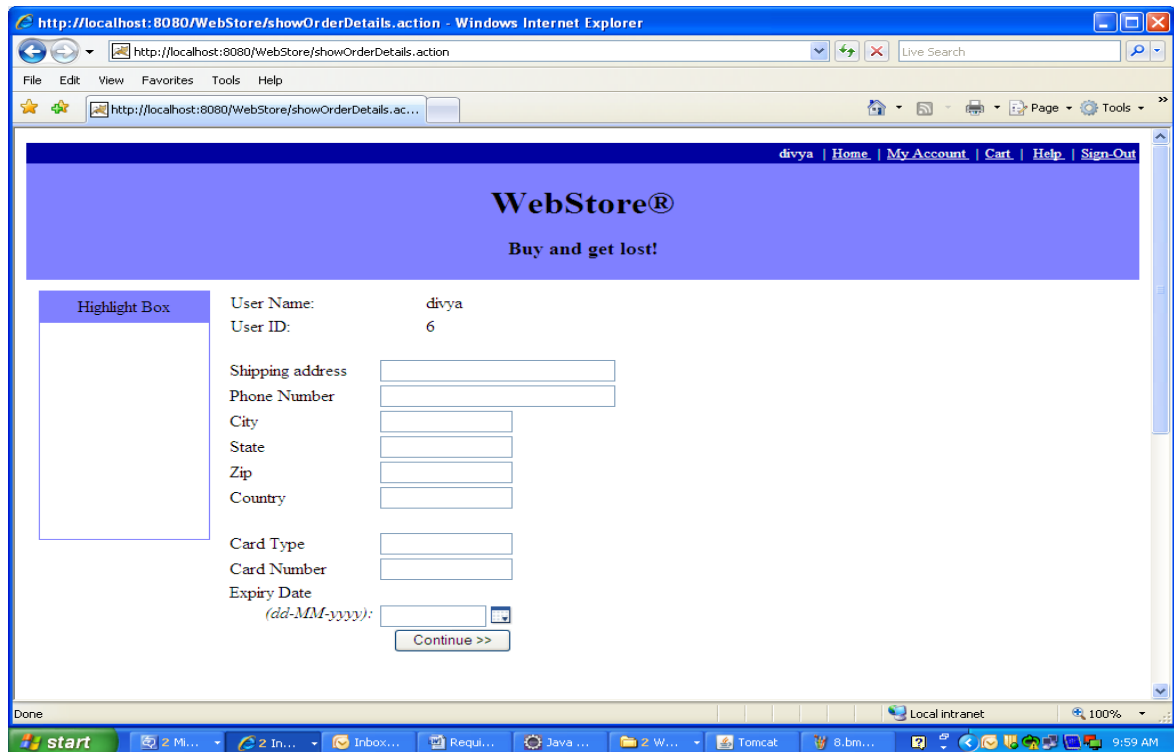 http://localhost:8080/WebStore/showOrderDetails.action - Windows Internet Explorer
http://localhost:8080/WebStore/showOrderDetails.action
Live Search
File Edit View Favorites Tools Help
http://localhost:8080/WebStore/showOrderDetails.ac...
Page Tools »
divya | Home | My Account | Cart | Help | Sign-Out
WebStore®
Buy and get lost!
Highlight Box
User Name: divya
User ID: 6
Shipping address
Phone Number
City
State
Zip
Country
Card Type
Card Number
Expiry Date
(dd-MM-yyyy):
Continue >>
Done Local intranet 100%
start 2 Mi... 2 In... Inbox... Requi... Java ... 2 W... Tomcat 8.bm... 9:59 AM